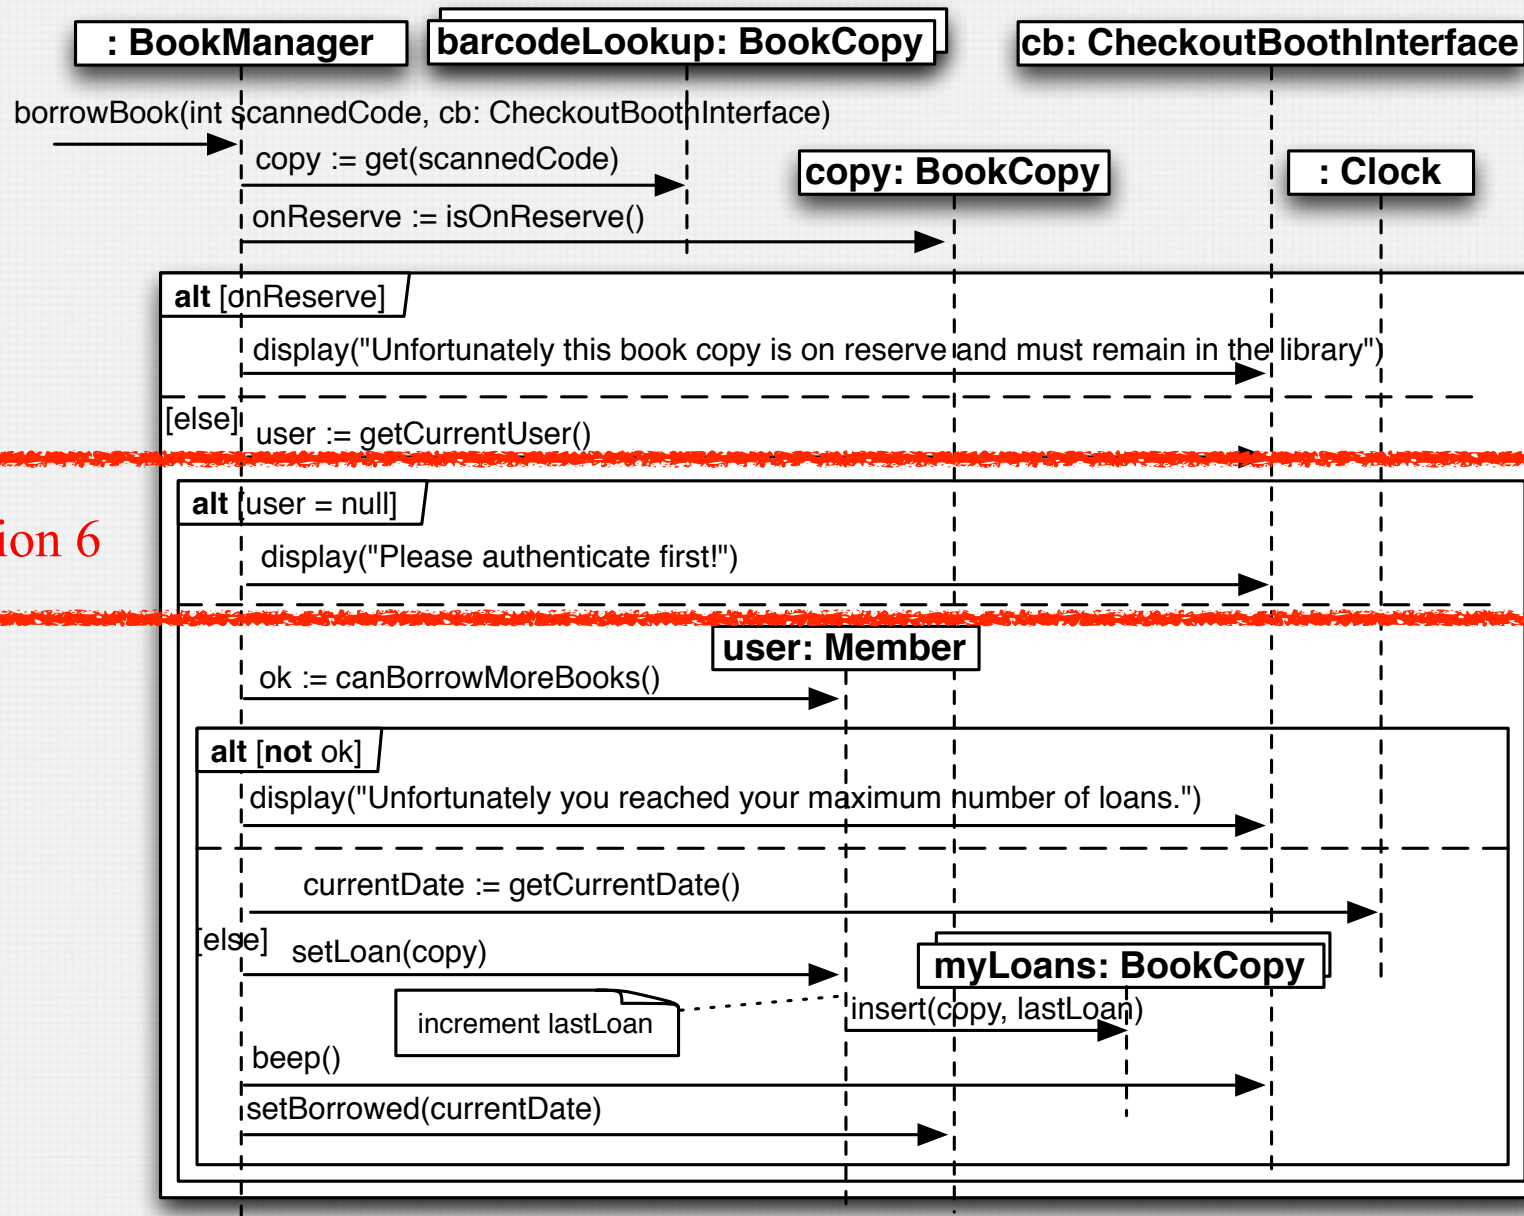 : BookManager
barcodeLookup: BookCopy
cb: CheckoutBoothInterface
borrowBook(int scannedCode, cb: CheckoutBoothInterface)
copy := get(scannedCode)
copy: BookCopy
: Clock
onReserve := isOnReserve()
alt [onReserve]
display("Unfortunately this book copy is on reserve and must remain in the library")
[else]
user := getCurrentUser()
alt [user = null]
ion 6
display("Please authenticate first!")
user: Member
ok := canBorrowMoreBooks()
alt [not ok]
display("Unfortunately you reached your maximum number of loans.")
currentDate := getCurrentDate()
[else]
setLoan(copy)
myLoans: BookCopy
insert(copy, lastLoan)
increment lastLoan
beep()
setBorrowed(currentDate)